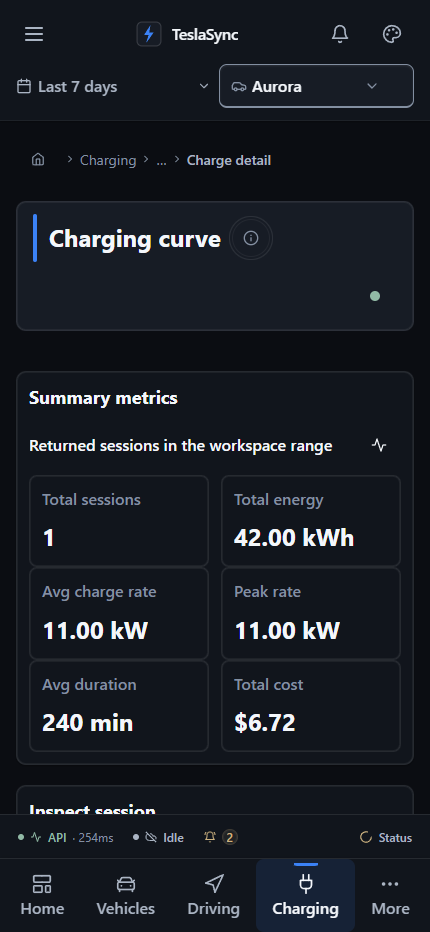 TeslaSync
Last 7 days
Aurora
Charging
...
Charge detail
Charging curve
Summary metrics
Returned sessions in the workspace range
Total sessions
Total energy
1
42.00 kWh
Avg charge rate
Peak rate
11.00 kW
11.00 kW
Avg duration
Total cost
240 min
$6.72
Inspect session
API · 254ms
Idle
2
Status
Home
Vehicles
Driving
Charging
More